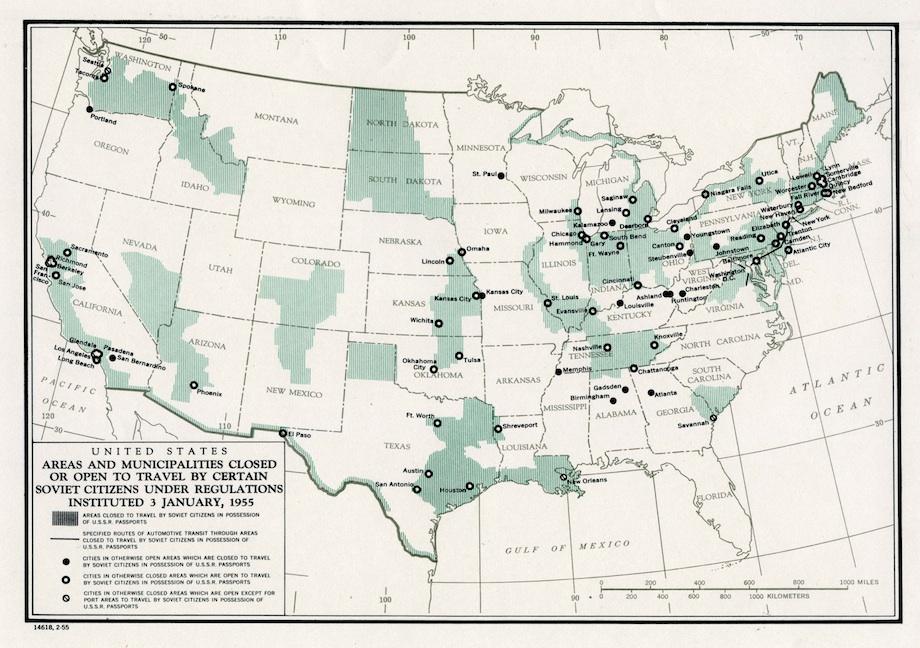 120
50
110
100
90
80
50
70
WASHINGTON
Seattle
Tacoma
Spokane
Portland
OREGON
MONTANA
IDAHO
WYOMING
NORTH DAKOTA
SOUTH DAKOTA
MINNESOTA
St. Paul
WISCONSIN
MICHIGAN
MAINE
VT.
N.H.
MASS.
R.I.
CONN.
NEW YORK
Utica
Niagara Falls
Lowell
Lynn
Somerville
Cambridge
Quincy
Worcester
Fall River
New Bedford
Waterbury
New Haven
New York
Elizabeth
Trenton
Camden
N.J.
Atlantic City
PENNSYLVANIA
Reading
Johnstown
Baltimore
Washington
D.C.
DEL.
MD.
Saginaw
Milwaukee
Lansing
Kalamazoo
Dearborn
Chicago
Hammond
Gary
South Bend
Ft. Wayne
Cleveland
Youngstown
Canton
Steubenville
OHIO
WEST
VIRGINIA
Charleston
Huntington
Ashland
Cincinnati
INDIANA
ILLINOIS
IOWA
NEBRASKA
Omaha
Lincoln
40
40
Sacramento
Richmond
Berkeley
San
Fran-
cisco
San Jose
NEVADA
UTAH
COLORADO
CALIFORNIA
KANSAS
Kansas City
Kansas City
MISSOURI
St. Louis
Evansville
Louisville
KENTUCKY
VIRGINIA
Wichita
Glendale
Pasadena
Los Angeles
San Bernardino
Long Beach
ARIZONA
Phoenix
NEW MEXICO
Tulsa
Oklahoma
City
OKLAHOMA
ARKANSAS
Nashville
Knoxville
TENNESSEE
Memphis
Chattanooga
NORTH CAROLINA
SOUTH
CAROLINA
Gadsden
Birmingham
Atlanta
MISSISSIPPI
ALABAMA
GEORGIA
Savannah
PACIFIC
OCEAN
ATLANTIC
OCEAN
120
30
110
30
El Paso
Ft. Worth
Shreveport
TEXAS
LOUISIANA
Austin
San Antonio
Houston
New Orleans
FLORIDA
GULF OF MEXICO
100
90
UNITED STATES
AREAS AND MUNICIPALITIES CLOSED
OR OPEN TO TRAVEL BY CERTAIN
SOVIET CITIZENS UNDER REGULATIONS
INSTITUTED 3 JANUARY, 1955
AREAS CLOSED TO TRAVEL BY SOVIET CITIZENS IN POSSESSION
OF U.S.S.R. PASSPORTS
SPECIFIED ROUTES OF AUTOMOTIVE TRANSIT THROUGH AREAS
CLOSED TO TRAVEL BY SOVIET CITIZENS IN POSSESSION OF
U.S.S.R. PASSPORTS
CITIES IN OTHERWISE OPEN AREAS WHICH ARE CLOSED TO TRAVEL
BY SOVIET CITIZENS IN POSSESSION OF U.S.S.R. PASSPORTS
CITIES IN OTHERWISE CLOSED AREAS WHICH ARE OPEN TO TRAVEL
BY SOVIET CITIZENS IN POSSESSION OF U.S.S.R. PASSPORTS
CITIES IN OTHERWISE CLOSED AREAS WHICH ARE OPEN EXCEPT FOR
PORT AREAS TO TRAVEL BY SOVIET CITIZENS IN POSSESSION OF
U.S.S.R. PASSPORTS
0 200 400 600 800 1000 MILES
0 200 400 600 800 1000 KILOMETERS
14618, 2-55